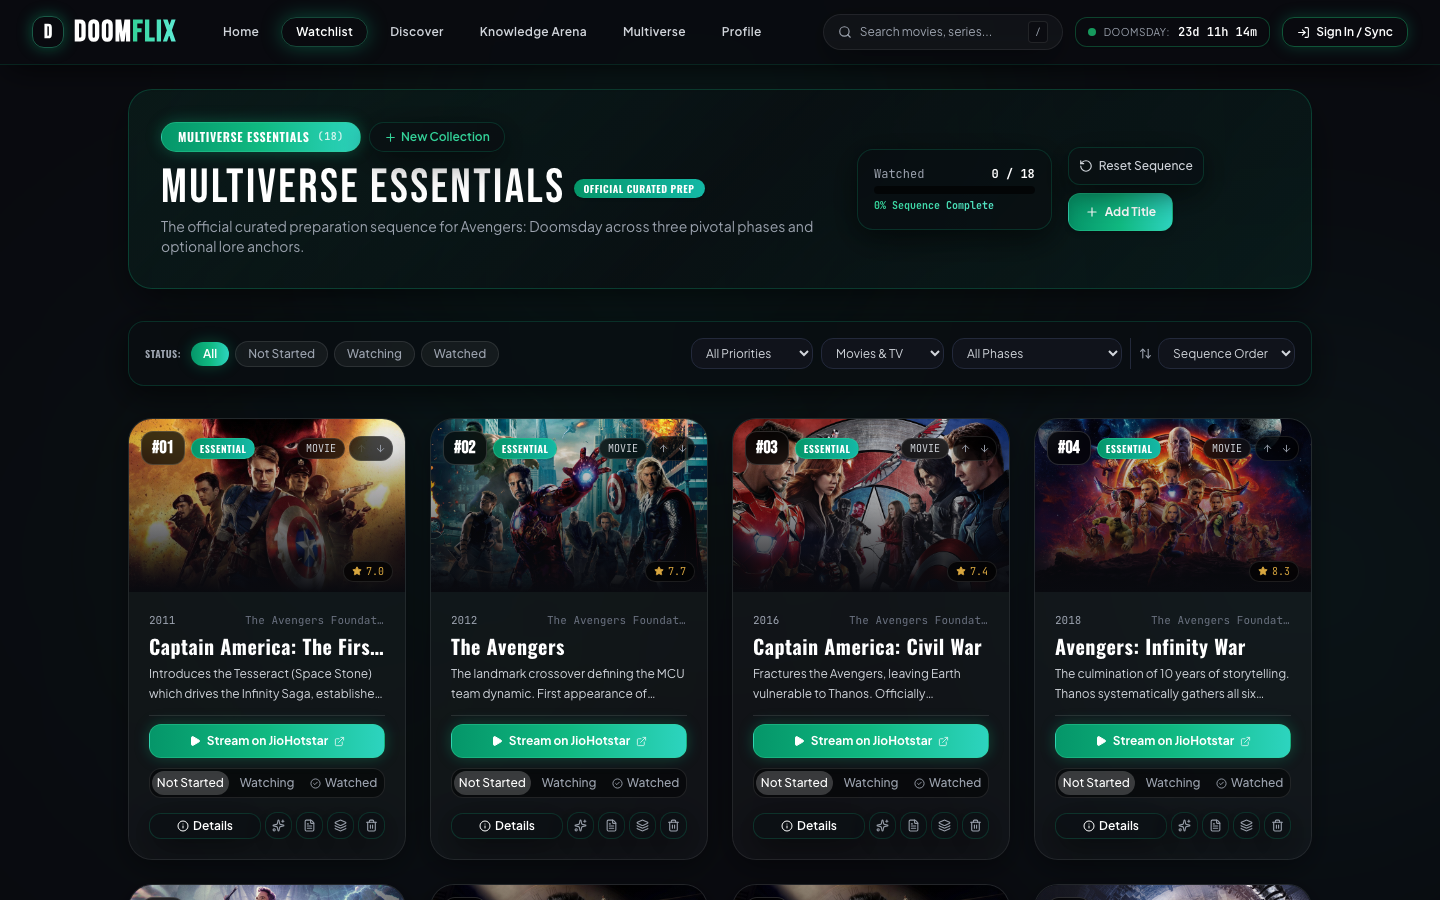 D DOOMFLIX
Home Watchlist Discover Knowledge Arena Multiverse Profile
Search movies, series... /
DOOMSDAY: 23d 11h 14m
Sign In / Sync
MULTIVERSE ESSENTIALS (18)
+ New Collection
MULTIVERSE ESSENTIALS OFFICIAL CURATED PREP
The official curated preparation sequence for Avengers: Doomsday across three pivotal phases and
optional lore anchors.
Watched 0 / 18
0% Sequence Complete
Reset Sequence
+ Add Title
STATUS: All Not Started Watching Watched
All Priorities Movies & TV All Phases Sequence Order
#01 ESSENTIAL MOVIE ↑ ↓
7.0
2011 The Avengers Foundat…
Captain America: The Firs...
Introduces the Tesseract (Space Stone)
which drives the Infinity Saga, establishe…
Stream on JioHotstar
Not Started Watching Watched
Details
#02 ESSENTIAL MOVIE ↑ ↓
7.7
2012 The Avengers Foundat…
The Avengers
The landmark crossover defining the MCU
team dynamic. First appearance of…
Stream on JioHotstar
Not Started Watching Watched
Details
#03 ESSENTIAL MOVIE ↑ ↓
7.4
2016 The Avengers Foundat…
Captain America: Civil War
Fractures the Avengers, leaving Earth
vulnerable to Thanos. Officially…
Stream on JioHotstar
Not Started Watching Watched
Details
#04 ESSENTIAL MOVIE ↑ ↓
8.3
2018 The Avengers Foundat…
Avengers: Infinity War
The culmination of 10 years of storytelling.
Thanos systematically gathers all six…
Stream on JioHotstar
Not Started Watching Watched
Details